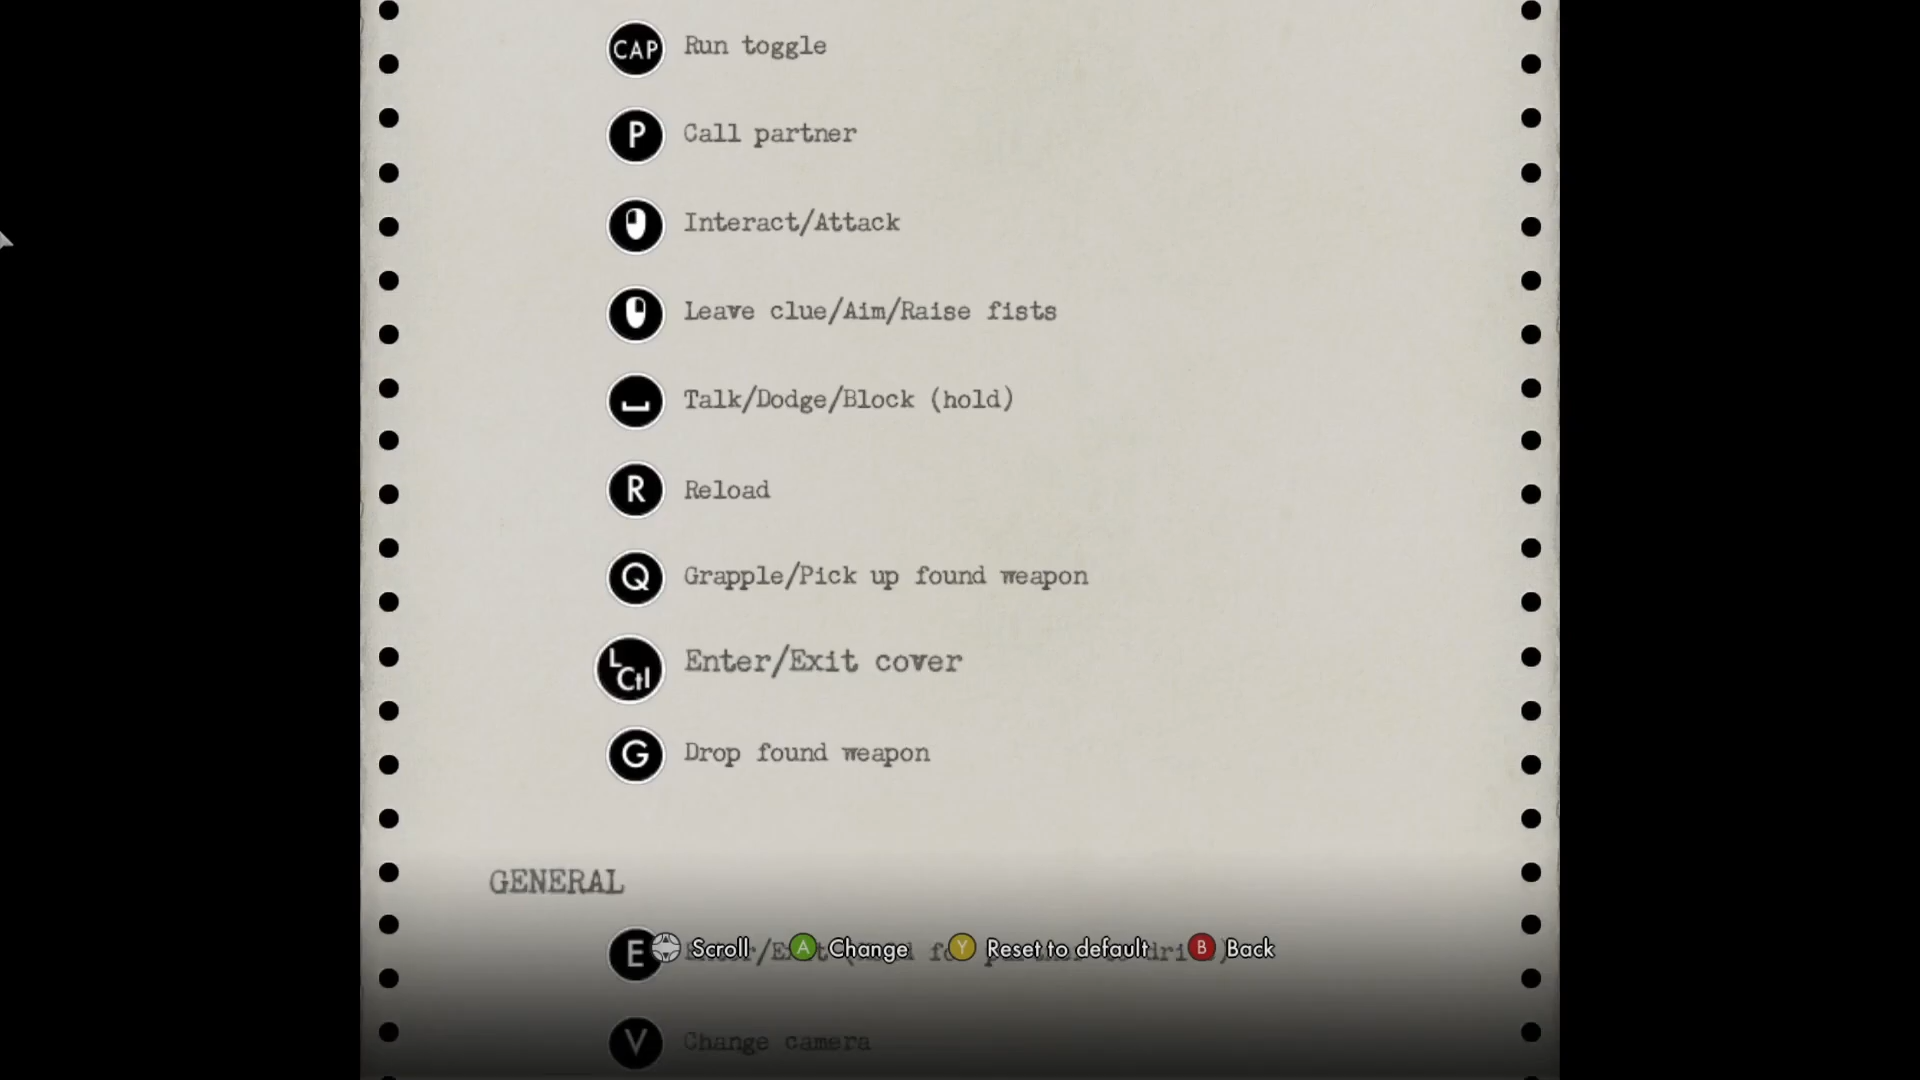 CAP Run toggle
P Call partner
Interact/Attack
Leave clue/Aim/Raise fists
Talk/Dodge/Block (hold)
R Reload
Q Grapple/Pick up found weapon
L Ctl Enter/Exit cover
G Drop found weapon
GENERAL
E
Scroll A Change Y Reset to default B Back
V Change camera